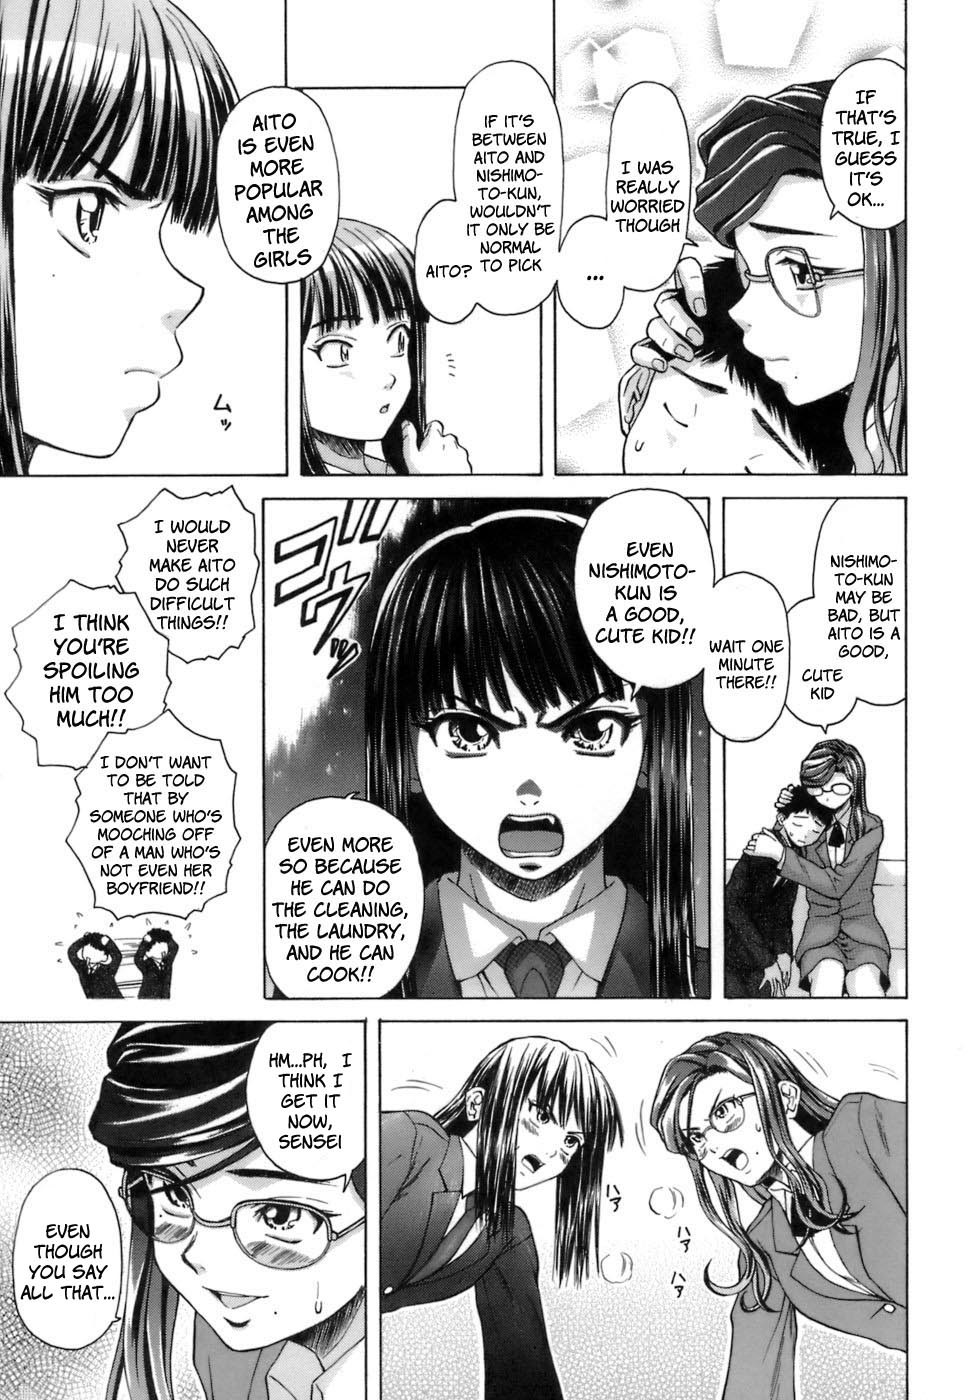 IF
THAT'S
TRUE, I
GUESS
IT'S
OK...
I WAS
REALLY
WORRIED
THOUGH
...
IF IT'S
BETWEEN
AITO AND
NISHIMO-
TO-KUN,
WOULDN'T
IT ONLY BE
NORMAL
TO PICK
AITO?
AITO
IS EVEN
MORE
POPULAR
AMONG
THE
GIRLS
ムッ
NISHIMO-
TO-KUN
MAY BE
BAD, BUT
AITO IS A
GOOD,
CUTE
KID
WAIT ONE
MINUTE
THERE!!
EVEN
NISHIMOTO-
KUN IS
A GOOD,
CUTE KID!!
EVEN MORE
SO BECAUSE
HE CAN DO
THE CLEANING,
THE LAUNDRY,
AND HE CAN
COOK!!
I WOULD
NEVER
MAKE AITO
DO SUCH
DIFFICULT
THINGS!!
I THINK
YOU'RE
SPOILING
HIM TOO
MUCH!!
I DON'T WANT
TO BE TOLD
THAT BY
SOMEONE WHO'S
MOOCHING OFF
OF A MAN WHO'S
NOT EVEN HER
BOYFRIEND!!
ハァ
ハァ
ハァ
HM...PH, I
THINK I
GET IT
NOW,
SENSEI
EVEN
THOUGH
YOU SAY
ALL THAT...